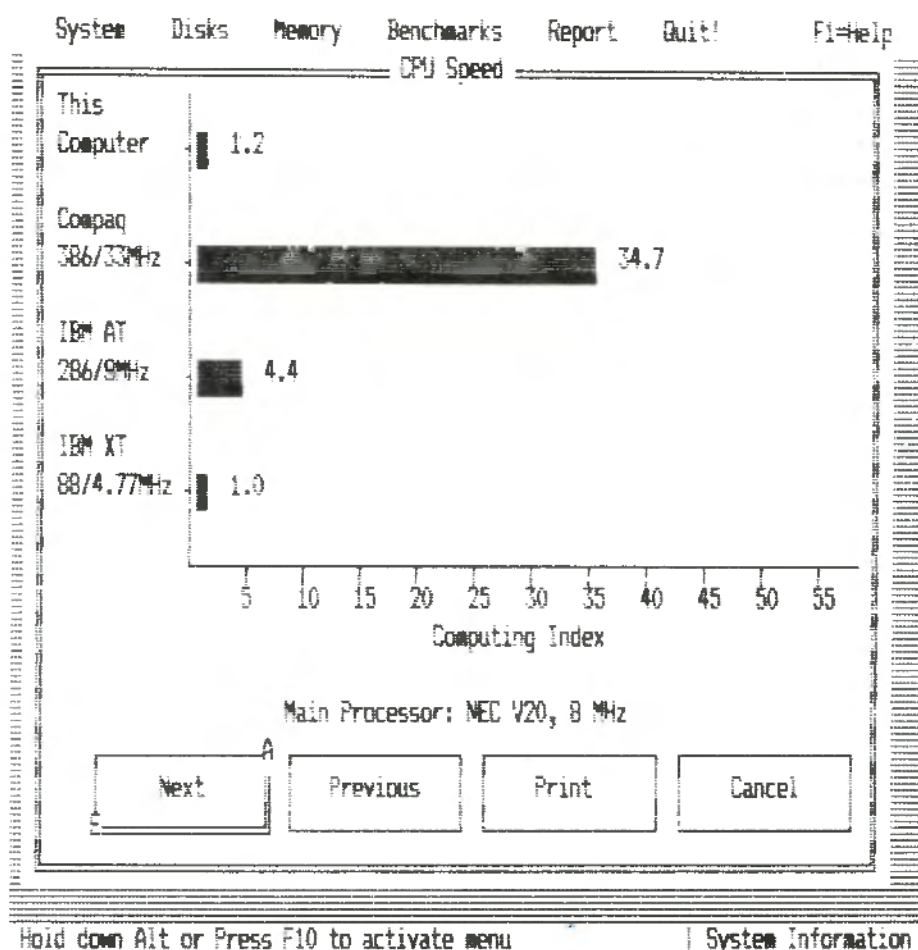 System Disks Memory Benchmarks Report Quit! F1=Help
CPU Speed
This
Computer 1.2
Compaq
386/33MHz 34.7
IBM AT
286/8MHz 4.4
IBM XT
88/4.77MHz 1.0
5 10 15 20 25 30 35 40 45 50 55
Computing Index
Main Processor: NEC V20, 8 MHz
Next Previous Print Cancel
Hold down Alt or Press F10 to activate menu | System Information